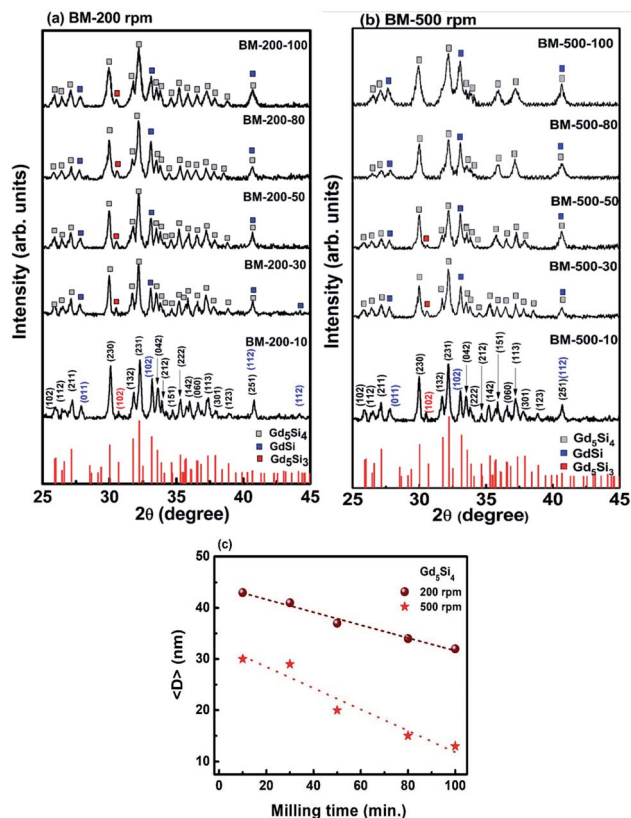 (a) BM-200 rpm
BM-200-100
BM-200-80
BM-200-50
BM-200-30
BM-200-10
(102)
(112)
(211)
(011)
(230)
(102)
(132)
(231)
(102)
(042)
(212)
(151)
(222)
(142)
(060)
(113)
(301)
(123)
(251)
(112)
(112)
Gd5Si4
GdSi
Gd5Si3
Intensity (arb. units)
25 30 35 40 45
2θ (degree)
(b) BM-500 rpm
BM-500-100
BM-500-80
BM-500-50
BM-500-30
BM-500-10
(102)
(112)
(211)
(011)
(230)
(102)
(132)
(231)
(102)
(042)
(222)
(212)
(142)
(151)
(060)
(113)
(301)
(123)
(251)(112)
Gd5Si4
GdSi
Gd5Si3
Intensity (arb. units)
25 30 35 40 45
2θ (degree)
(c)
Gd5Si4
200 rpm
500 rpm
<D> (nm)
50
40
30
20
10
0 20 40 60 80 100
Milling time (min.)